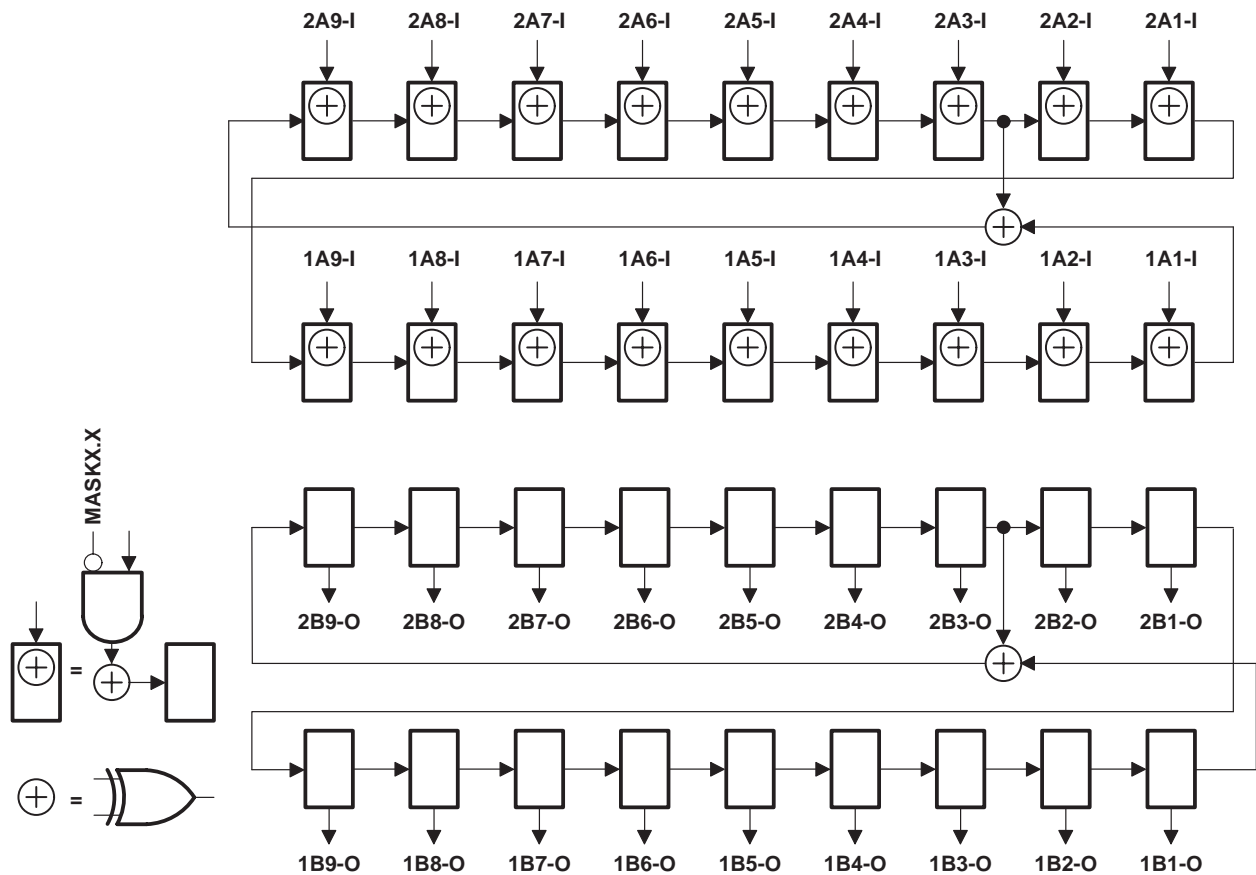 2A9-I 2A8-I 2A7-I 2A6-I 2A5-I 2A4-I 2A3-I 2A2-I 2A1-I
1A9-I 1A8-I 1A7-I 1A6-I 1A5-I 1A4-I 1A3-I 1A2-I 1A1-I
MASKX.X
2B9-O 2B8-O 2B7-O 2B6-O 2B5-O 2B4-O 2B3-O 2B2-O 2B1-O
=
=
1B9-O 1B8-O 1B7-O 1B6-O 1B5-O 1B4-O 1B3-O 1B2-O 1B1-O